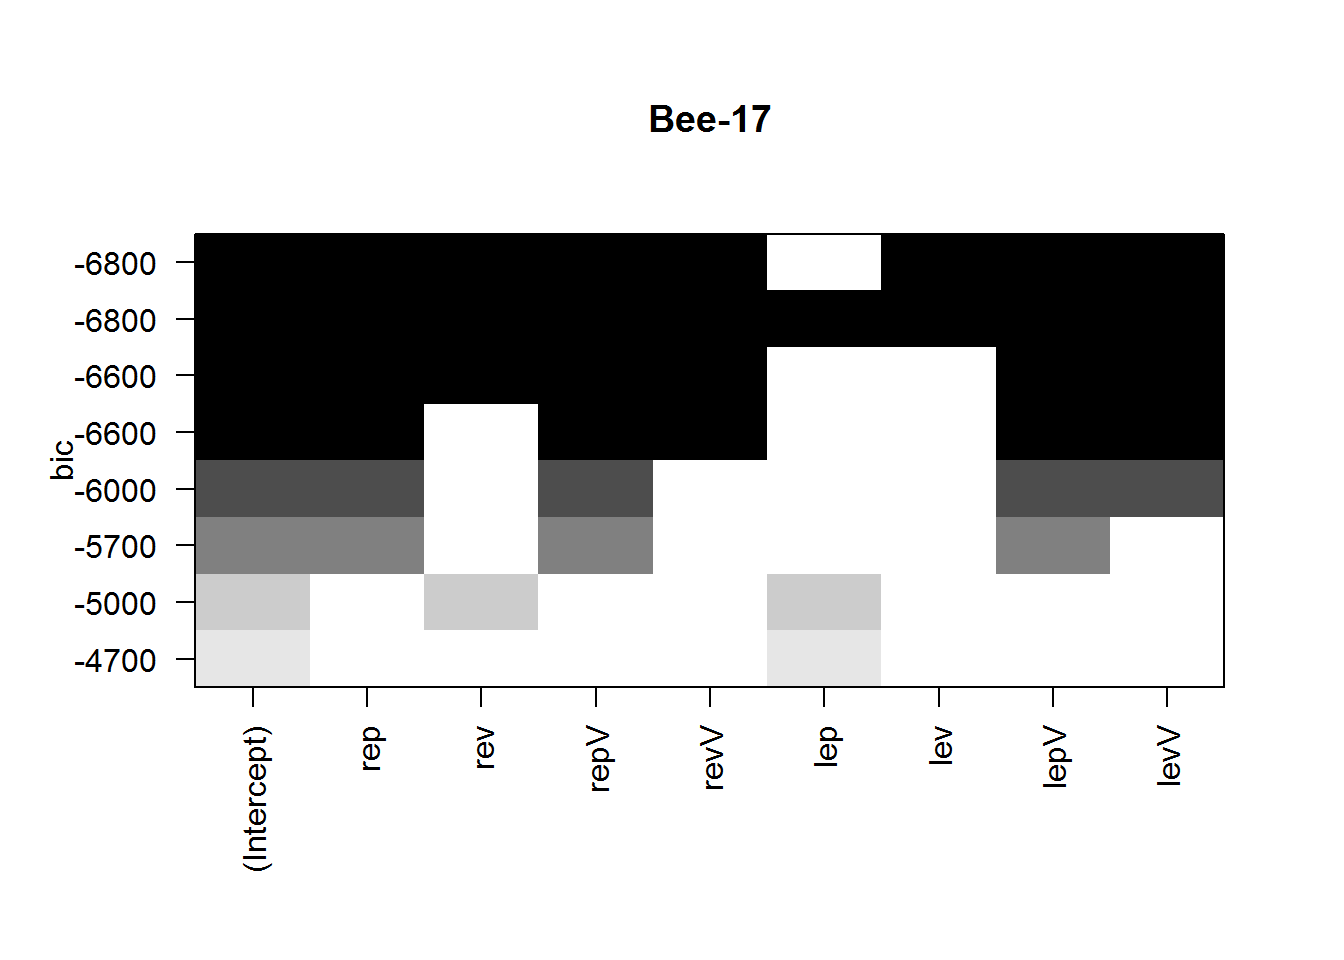 Bee-17
bic
-6800
-6800
-6600
-6600
-6000
-5700
-5000
-4700
(Intercept)
rep
rev
repV
revV
lep
lev
lepV
levV